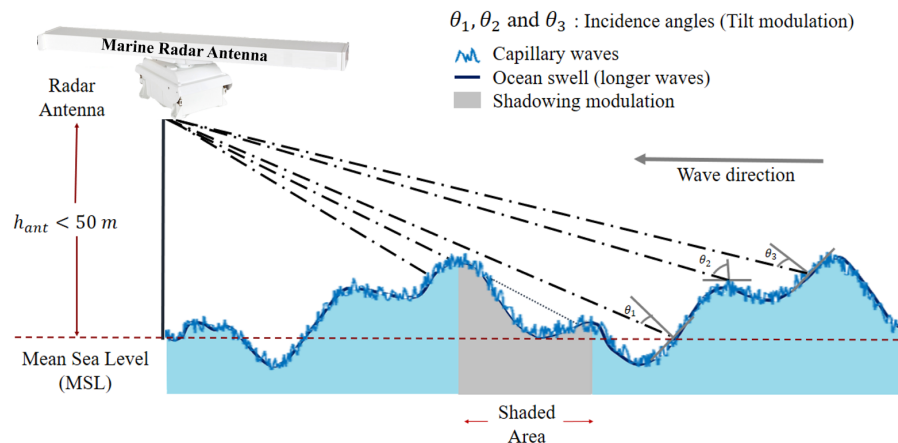 θ₁, θ₂ and θ₃ : Incidence angles (Tilt modulation)
Capillary waves
Ocean swell (longer waves)
Shadowing modulation
Marine Radar Antenna
Radar
Antenna
Wave direction
h_ant < 50 m
θ₁
θ₂
θ₃
Mean Sea Level
(MSL)
Shaded
Area